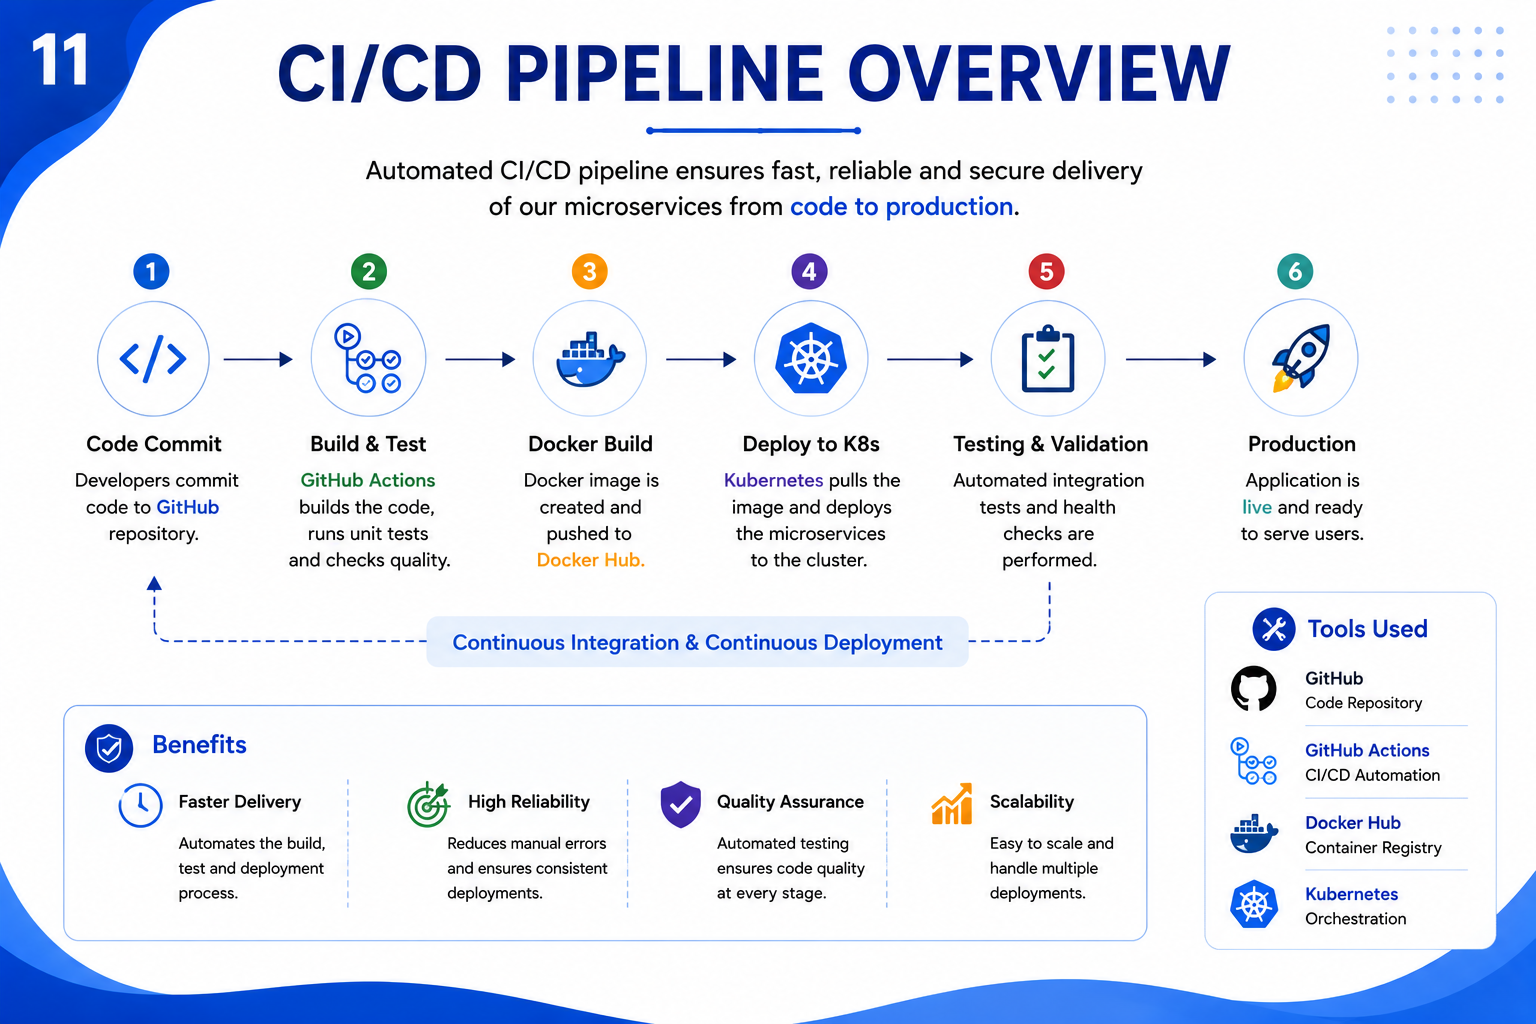 11
CI/CD PIPELINE OVERVIEW
Automated CI/CD pipeline ensures fast, reliable and secure delivery
of our microservices from code to production.
1
Code Commit
Developers commit
code to GitHub
repository.
2
Build & Test
GitHub Actions
builds the code,
runs unit tests
and checks quality.
3
Docker Build
Docker image is
created and
pushed to
Docker Hub.
4
Deploy to K8s
Kubernetes pulls the
image and deploys
the microservices
to the cluster.
5
Testing & Validation
Automated integration
tests and health
checks are
performed.
6
Production
Application is
live and ready
to serve users.
Continuous Integration & Continuous Deployment
Benefits
Faster Delivery
Automates the build,
test and deployment
process.
High Reliability
Reduces manual errors
and ensures consistent
deployments.
Quality Assurance
Automated testing
ensures code quality
at every stage.
Scalability
Easy to scale and
handle multiple
deployments.
Tools Used
GitHub
Code Repository
GitHub Actions
CI/CD Automation
Docker Hub
Container Registry
Kubernetes
Orchestration